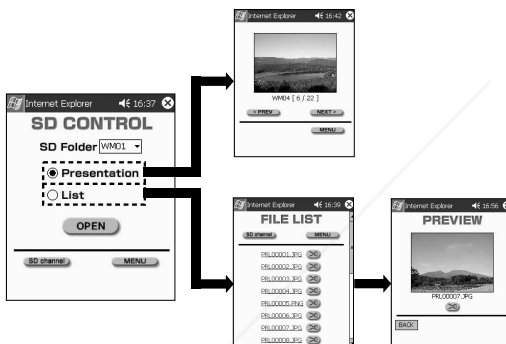 Internet Explorer 16:37
SD CONTROL
SD Folder WM01
Presentation
List
OPEN
SD channel MENU
Internet Explorer 16:42
WM04 [ 6 / 22 ]
< PREV NEXT >
MENU
Internet Explorer 16:39
FILE LIST
SD channel MENU
PRL00001.JPG
PRL00002.JPG
PRL00003.JPG
PRL00004.JPG
PRL00005.PNG
PRL00006.JPG
PRL00007.JPG
PRL00008.JPG
Internet Explorer 16:56
PREVIEW
PRL00007.JPG
BACK